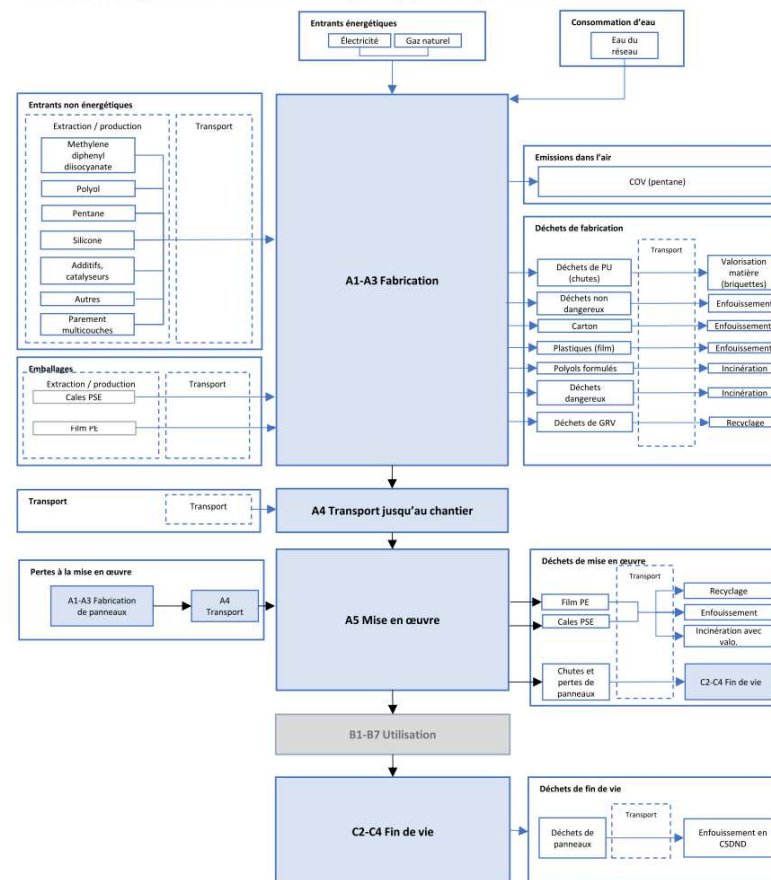 Entrants énergétiques
Électricité
Gaz naturel
Consommation d'eau
Eau du
réseau
Entrants non énergétiques
Extraction / production
Transport
Methylene
diphenyl
diisocyanate
Polyol
Pentane
Silicone
Additifs,
catalyseurs
Autres
Parement
multicouches
Emballages
Extraction / production
Transport
Cales PSE
Film PE
A1-A3 Fabrication
Emissions dans l'air
COV (pentane)
Déchets de fabrication
Transport
Déchets de PU
(chutes)
Valorisation
matière
(briquettes)
Déchets non
dangereux
Enfouissement
Carton
Enfouissement
Plastiques (film)
Enfouissement
Polyols formulés
Incinération
Déchets
dangereux
Incinération
Déchets de GRV
Recyclage
Transport
Transport
A4 Transport jusqu'au chantier
Pertes à la mise en œuvre
A1-A3 Fabrication
de panneaux
A4
Transport
A5 Mise en œuvre
Déchets de mise en œuvre
Transport
Film PE
Cales PSE
Recyclage
Enfouissement
Incinération avec
valo.
Chutes et
pertes de
panneaux
C2-C4 Fin de vie
B1-B7 Utilisation
C2-C4 Fin de vie
Déchets de fin de vie
Transport
Déchets de
panneaux
Enfouissement en
CSDND